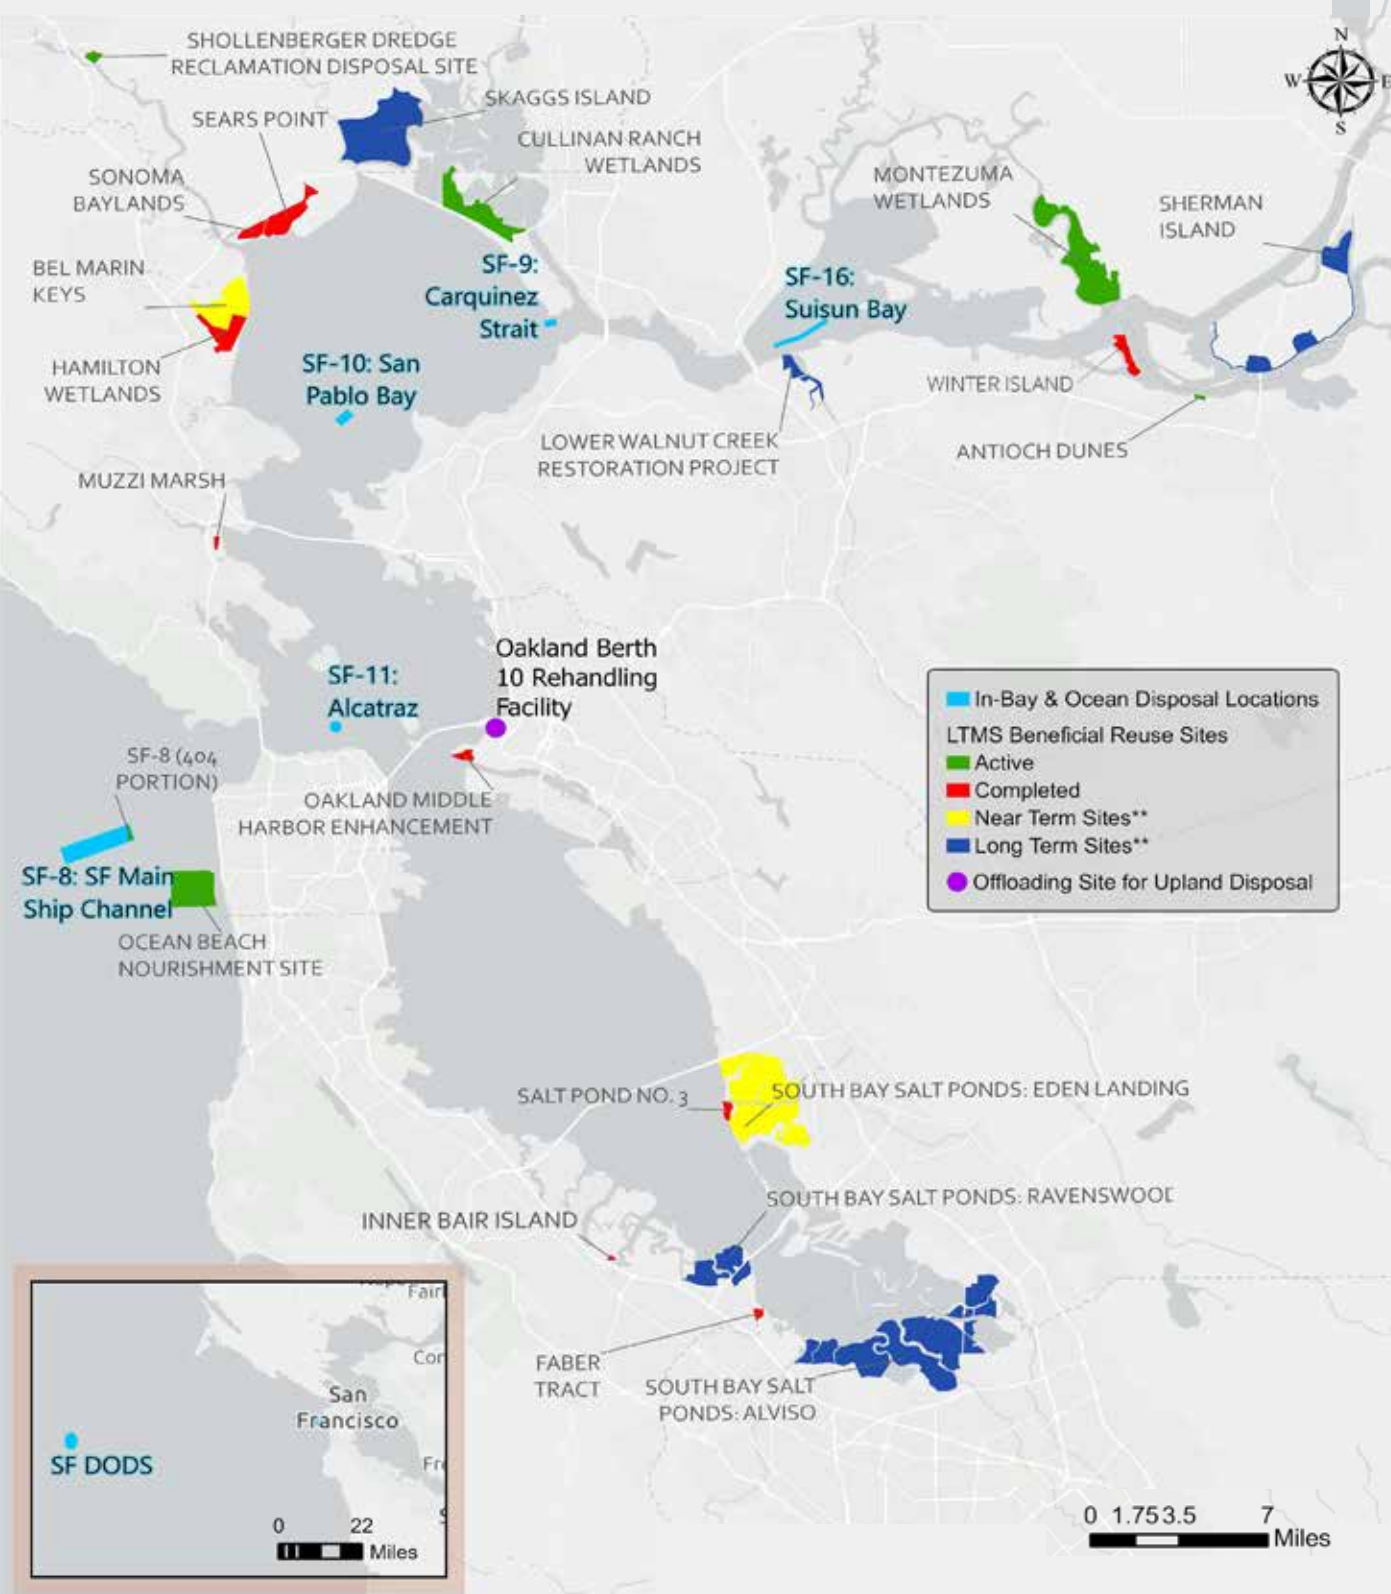 SHOLLENBERGER DREDGE
RECLAMATION DISPOSAL SITE
N
W
E
S
SKAGGS ISLAND
SEARS POINT
CULLINAN RANCH
WETLANDS
SONOMA
BAYLANDS
MONTEZUMA
WETLANDS
SHERMAN
ISLAND
BEL MARIN
KEYS
SF-9:
Carquinez
Strait
SF-16:
Suisun Bay
HAMILTON
WETLANDS
SF-10: San
Pablo Bay
WINTER ISLAND
LOWER WALNUT CREEK
RESTORATION PROJECT
ANTIOCH DUNES
MUZZI MARSH
Oakland Berth
10 Rehandling
Facility
SF-11:
Alcatraz
In-Bay & Ocean Disposal Locations
LTMS Beneficial Reuse Sites
Active
Completed
Near Term Sites**
Long Term Sites**
Offloading Site for Upland Disposal
SF-8 (404
PORTION)
OAKLAND MIDDLE
HARBOR ENHANCEMENT
SF-8: SF Main
Ship Channel
OCEAN BEACH
NOURISHMENT SITE
SALT POND NO. 3
SOUTH BAY SALT PONDS: EDEN LANDING
SOUTH BAY SALT PONDS: RAVENSWOOD
INNER BAIR ISLAND
FABER
TRACT
SOUTH BAY SALT
PONDS: ALVISO
Fairf
Con
San
Francisco
Fre
SF DODS
0 22
Miles
0 1.75 3.5 7
Miles